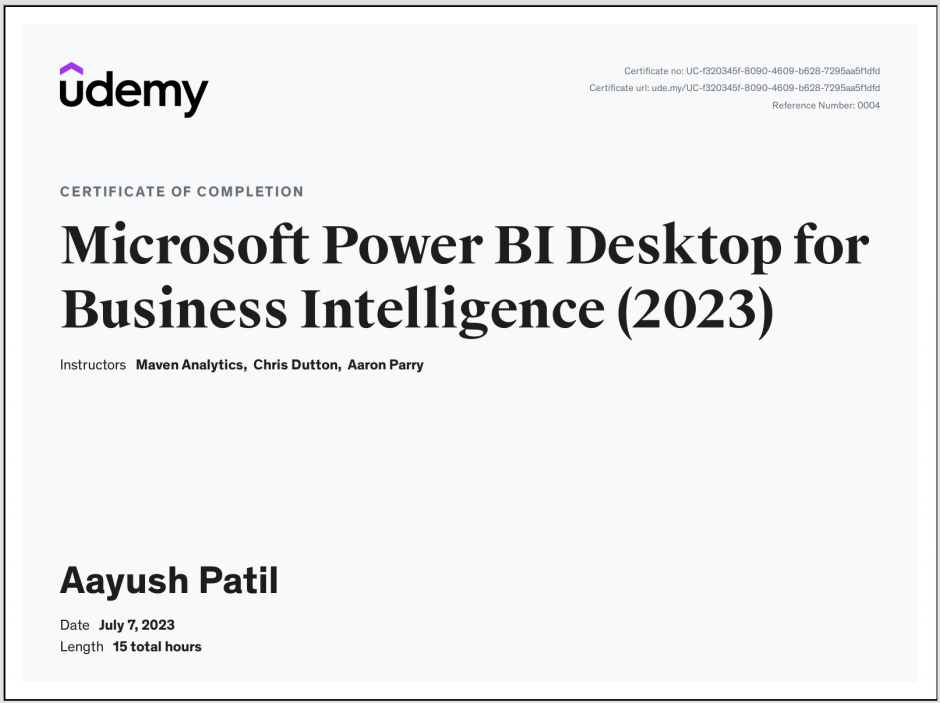 udemy
Certificate no: UC-f320345f-8090-4609-b628-7295aa5f1dfd
Certificate url: ude.my/UC-f320345f-8090-4609-b628-7295aa5f1dfd
Reference Number: 0004
CERTIFICATE OF COMPLETION
Microsoft Power BI Desktop for
Business Intelligence (2023)
Instructors Maven Analytics, Chris Dutton, Aaron Parry
Aayush Patil
Date July 7, 2023
Length 15 total hours